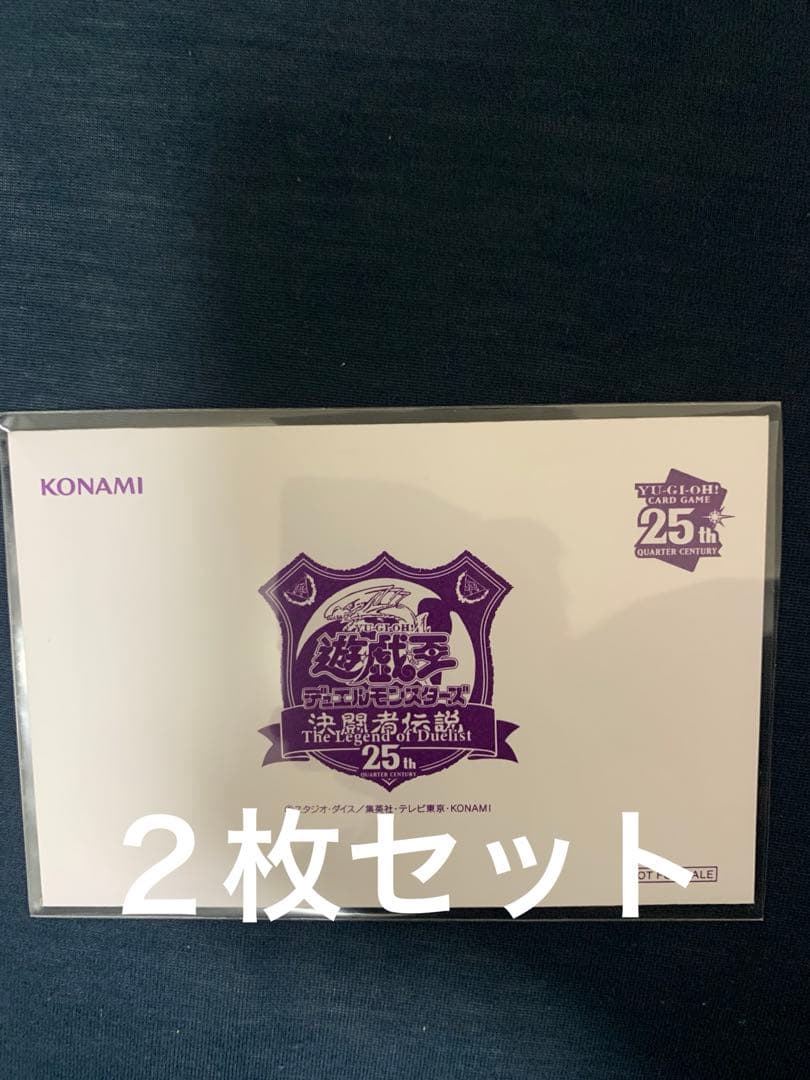 KONAMI
YU-GI-OH!
CARD GAME
25th
QUARTER CENTURY
YU-GI-OH!
遊戯王
デュエルモンスターズ
決闘者伝説
The Legend of Duelist
25th
QUARTER CENTURY
スタジオ・ダイス/集英社・テレビ東京・KONAMI
２枚セット